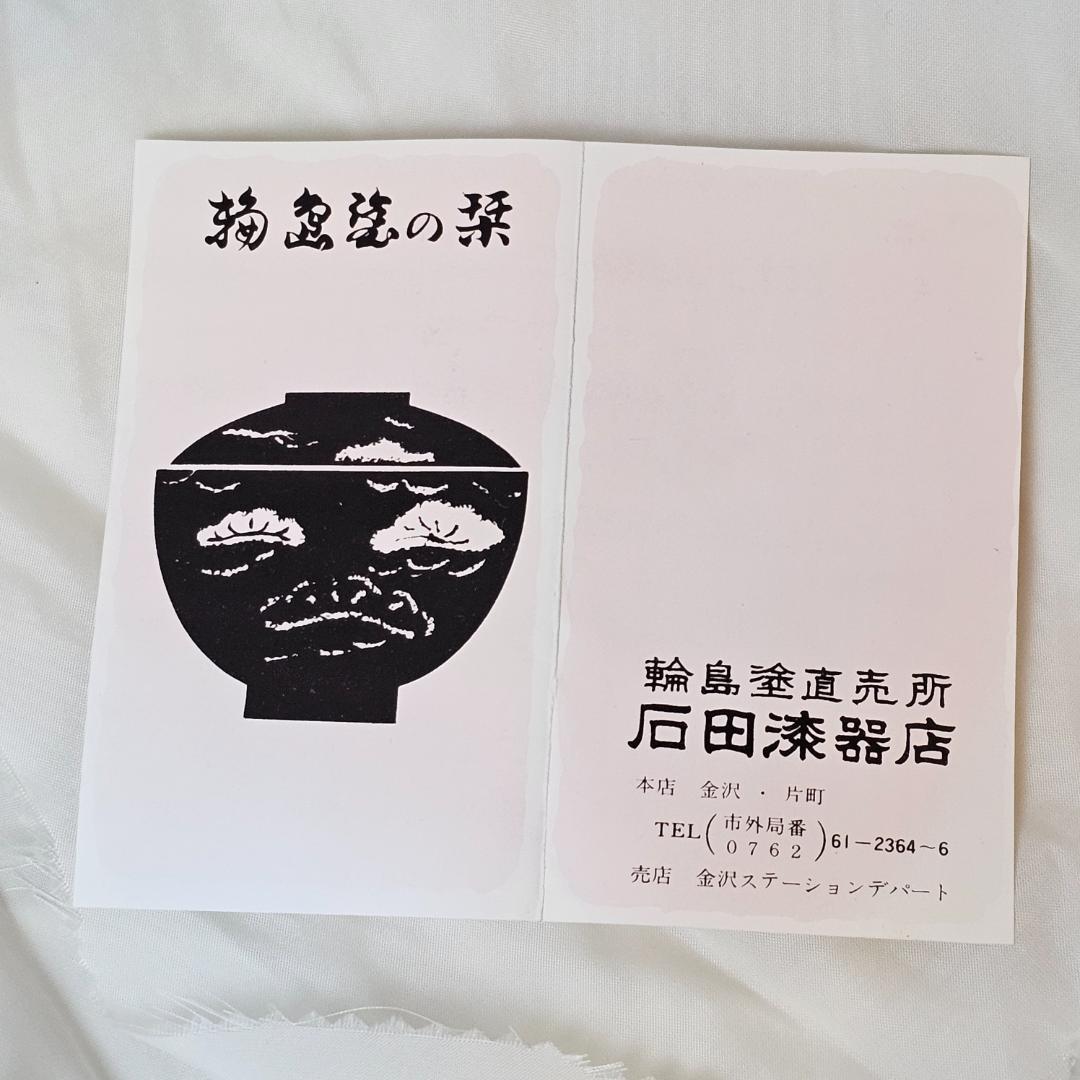 輪島塗の栞
輪島塗直売所
石田漆器店
本店 金沢・片町
TEL(市外局番 0762)61-2364~6
売店 金沢ステーションデパート